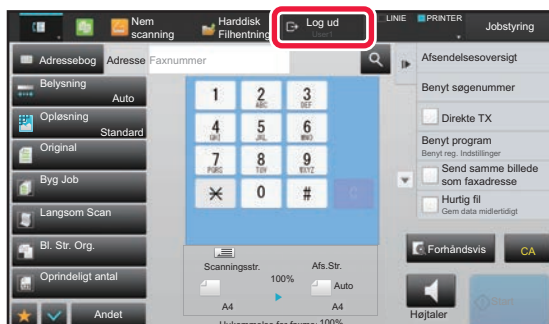 Nem
scanning
Harddisk
Filhentning
Log ud
User1
LINIE
PRINTER
Jobstyring
Adressebog
Adresse
Faxnummer
Afsendelsesoversigt
Belysning
Auto
Benyt søgenummer
Opløsning
Standard
Direkte TX
Original
Benyt program
Benyt reg. Indstillinger
Byg Job
Send samme billede
som faxadresse
Langsom Scan
Hurtig fil
Gem data midlertidigt
Bl. Str. Org.
Oprindeligt antal
Andet
1
2
ABC
3
DEF
4
GHI
5
JKL
6
MNO
7
PQRS
8
TUV
9
WXYZ
0
#
C
Scanningsstr.
100%
Afs.Str.
Auto
A4
A4
100%
Forhåndsvis
CA
Højtaler
Start